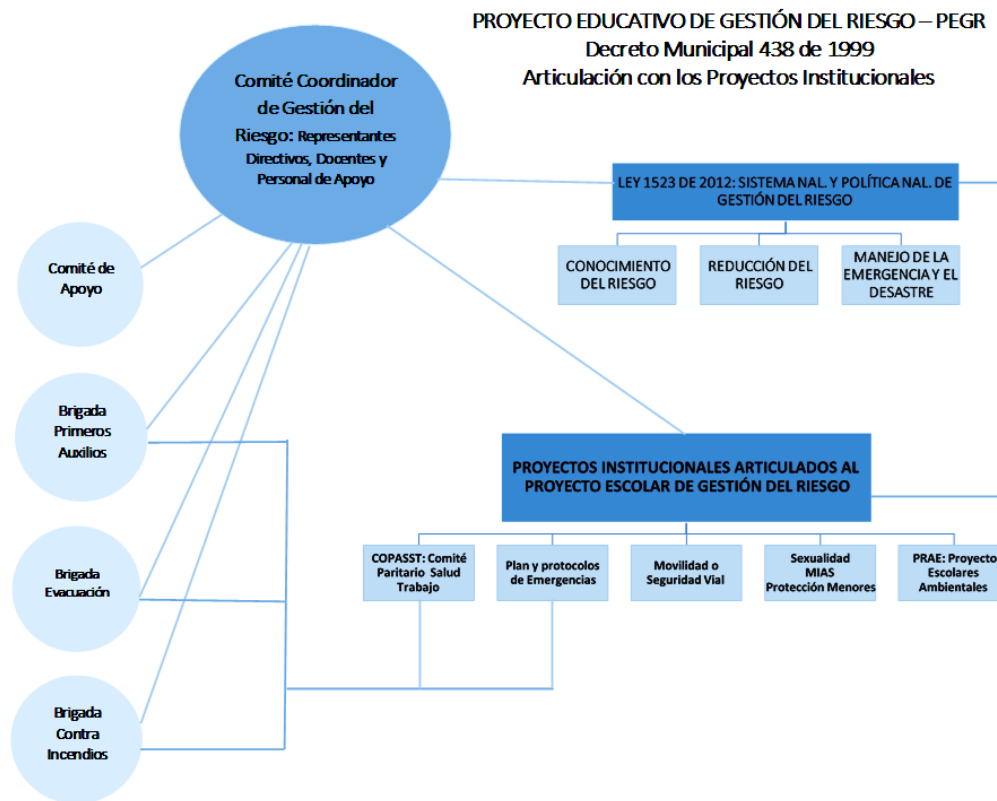 PROYECTO EDUCATIVO DE GESTIÓN DEL RIESGO – PEGR
Decreto Municipal 438 de 1999
Articulación con los Proyectos Institucionales
Comité Coordinador
de Gestión del
Riesgo: Representantes
Directivos, Docentes y
Personal de Apoyo
LEY 1523 DE 2012: SISTEMA NAL. Y POLÍTICA NAL. DE
GESTIÓN DEL RIESGO
CONOCIMIENTO
DEL RIESGO
REDUCCIÓN DEL
RIESGO
MANEJO DE LA
EMERGENCIA Y EL
DESASTRE
Comité de
Apoyo
Brigada
Primeros
Auxilios
Brigada
Evacuación
Brigada
Contra
Incendios
PROYECTOS INSTITUCIONALES ARTICULADOS AL
PROYECTO ESCOLAR DE GESTIÓN DEL RIESGO
COPASST: Comité
Paritario Salud
Trabajo
Plan y protocolos
de Emergencias
Movilidad o
Seguridad Vial
Sexualidad
MIAS
Protección Menores
PRAE: Proyecto
Escolares
Ambientales